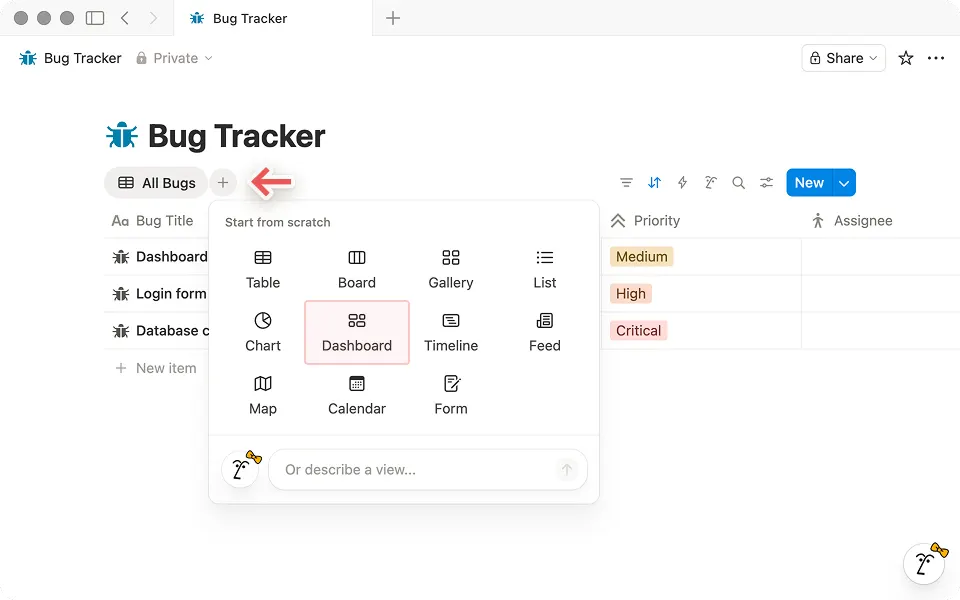 Bug Tracker
Bug Tracker Private Share
Bug Tracker
All Bugs New
Start from scratch
Aa Bug Title Priority Assignee
Table Board Gallery List
Dashboard Medium
Login form High
Database c Critical
New item
Chart Dashboard Timeline Feed
Map Calendar Form
Or describe a view...